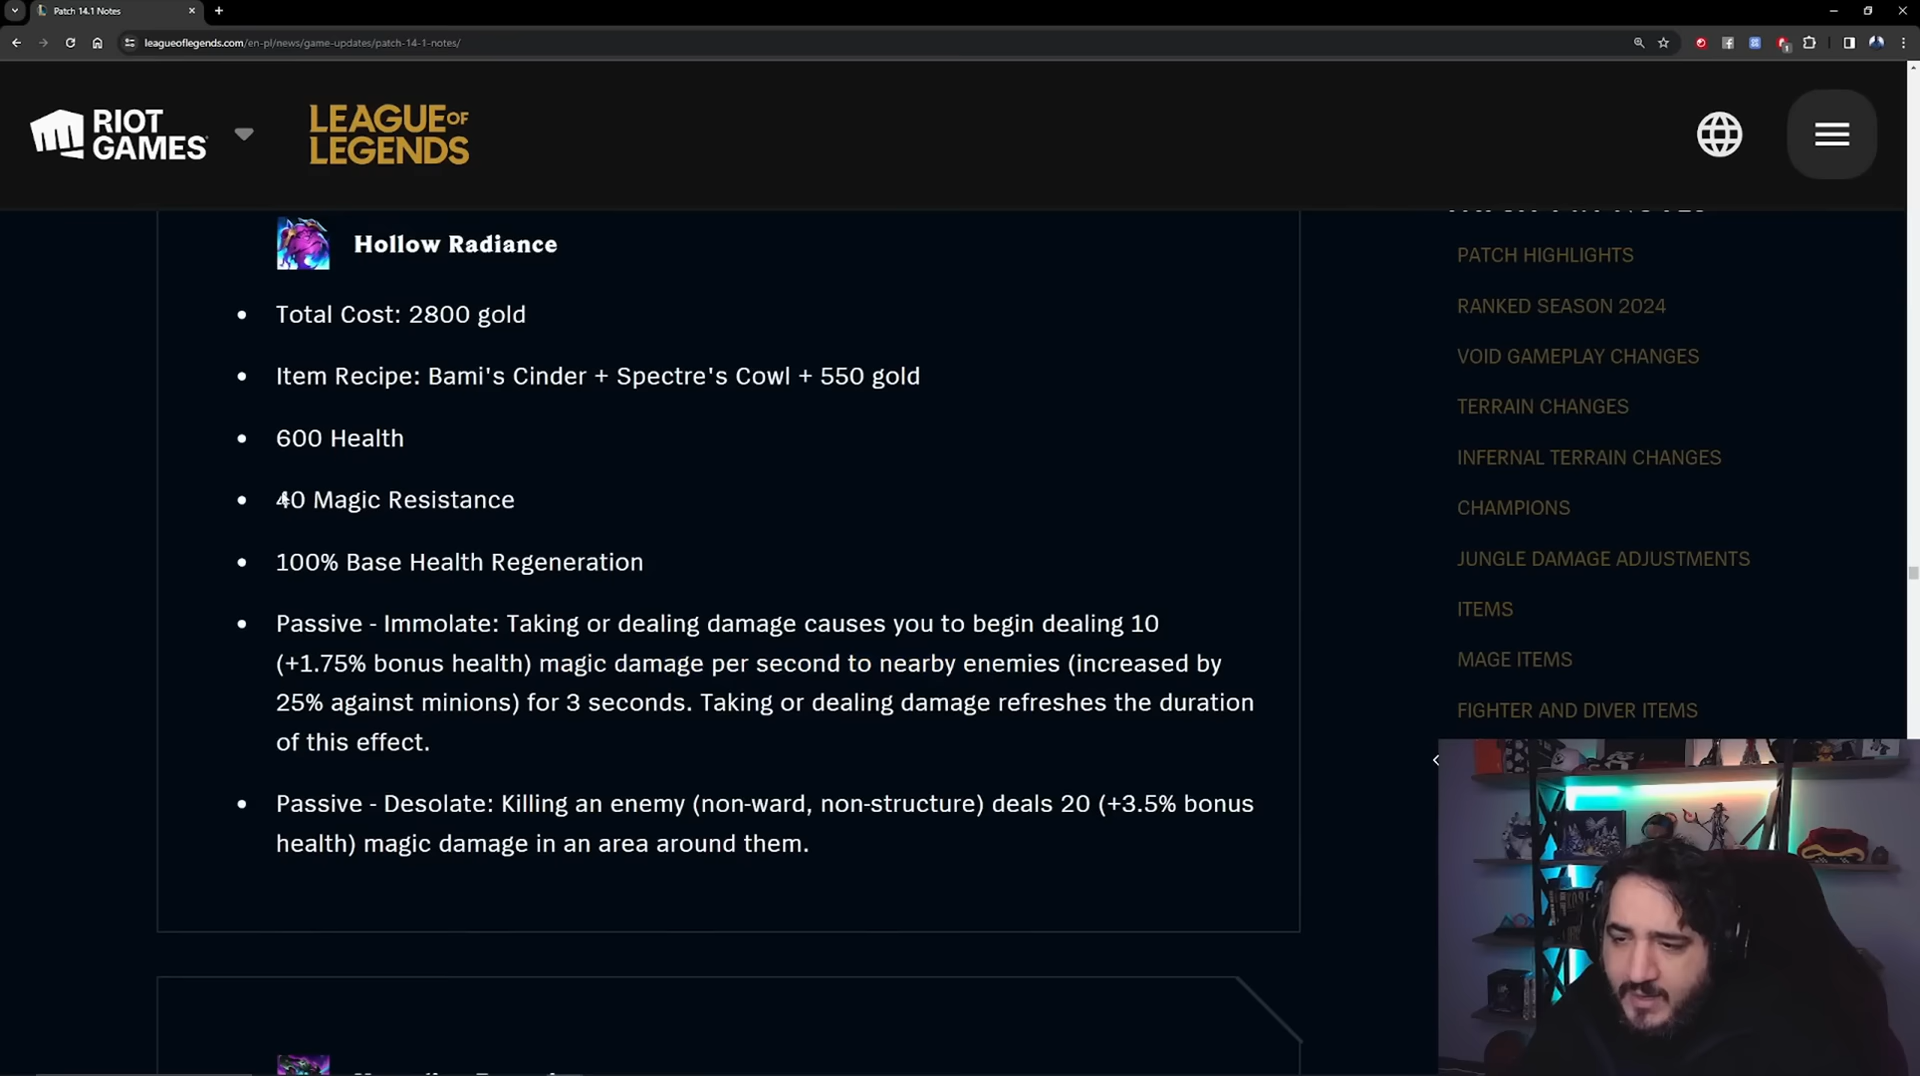 Patch 14.1 Notes
leagueoflegends.com/en-pl/news/game-updates/patch-14-1-notes/
RIOT GAMES
LEAGUE OF LEGENDS
Hollow Radiance
Total Cost: 2800 gold
Item Recipe: Bami's Cinder + Spectre's Cowl + 550 gold
600 Health
40 Magic Resistance
100% Base Health Regeneration
Passive - Immolate: Taking or dealing damage causes you to begin dealing 10
(+1.75% bonus health) magic damage per second to nearby enemies (increased by
25% against minions) for 3 seconds. Taking or dealing damage refreshes the duration
of this effect.
Passive - Desolate: Killing an enemy (non-ward, non-structure) deals 20 (+3.5% bonus
health) magic damage in an area around them.
PATCH HIGHLIGHTS
RANKED SEASON 2024
VOID GAMEPLAY CHANGES
TERRAIN CHANGES
INFERNAL TERRAIN CHANGES
CHAMPIONS
JUNGLE DAMAGE ADJUSTMENTS
ITEMS
MAGE ITEMS
FIGHTER AND DIVER ITEMS